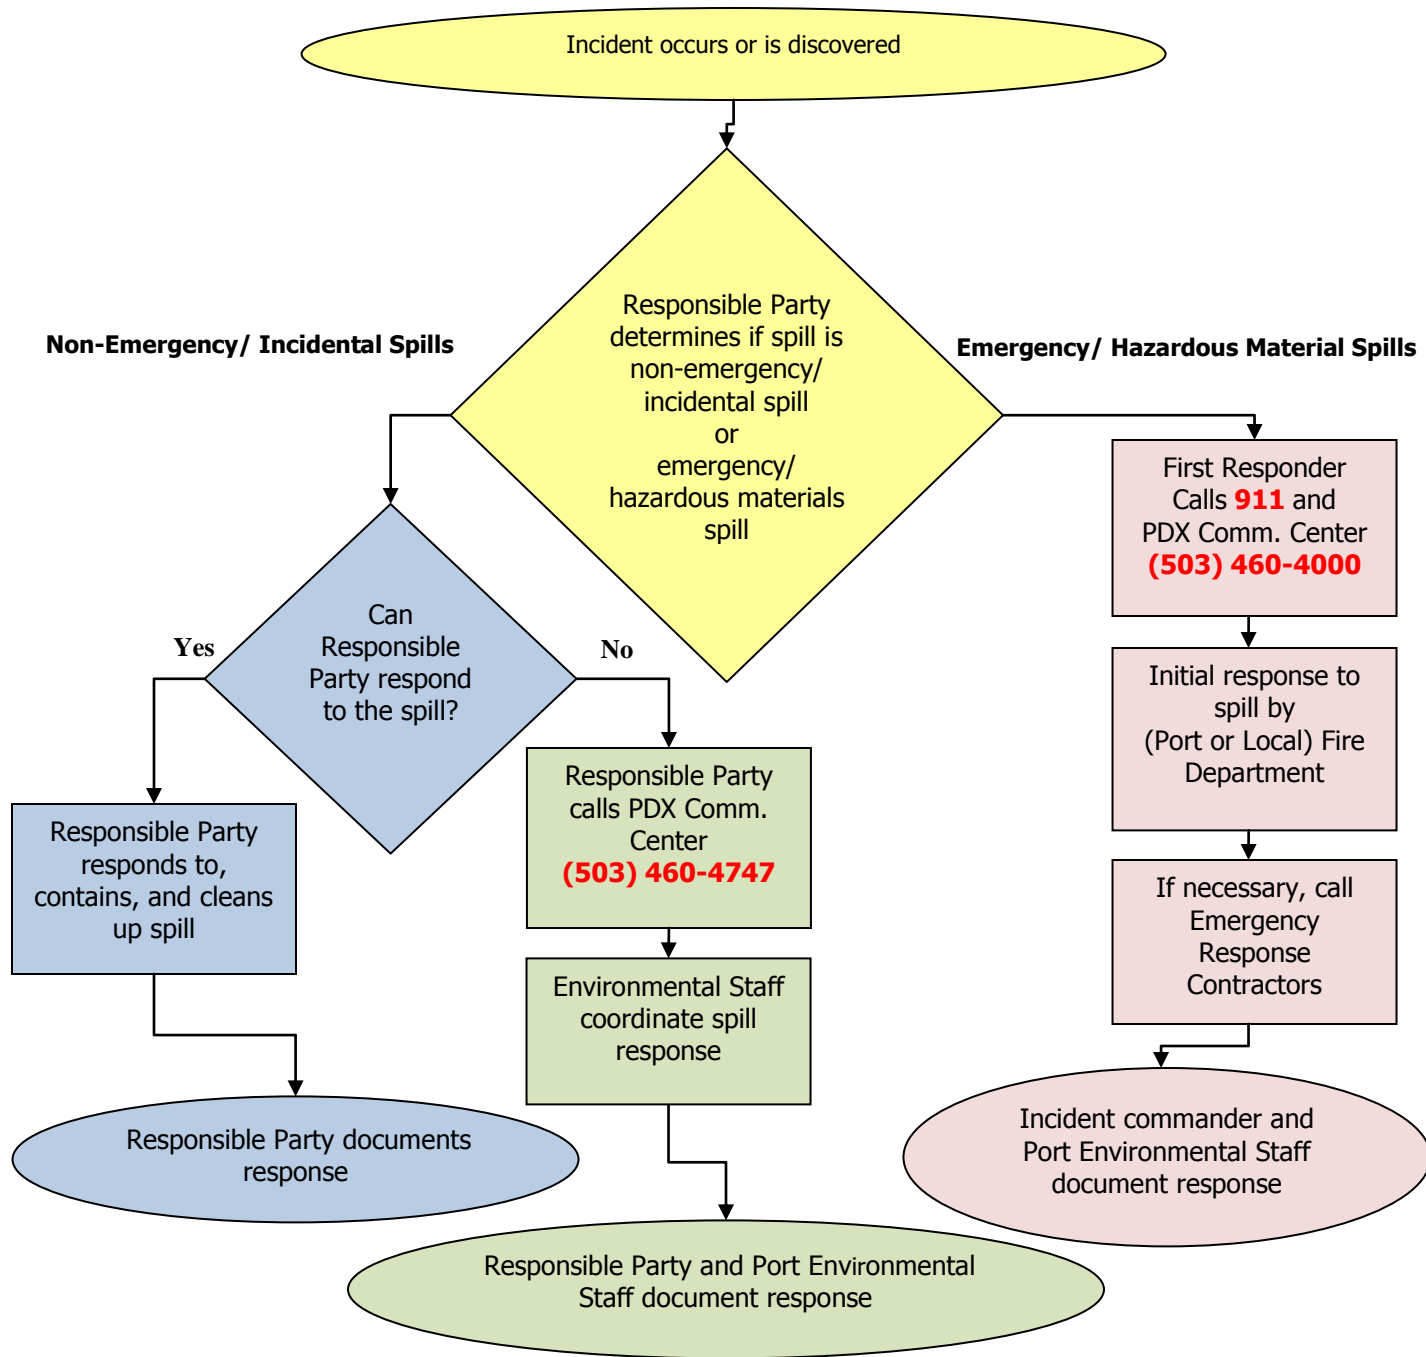 Incident occurs or is discovered
Responsible Party
determines if spill is
non-emergency/
incidental spill
or
emergency/
hazardous materials
spill
Non-Emergency/ Incidental Spills
Emergency/ Hazardous Material Spills
Can
Responsible
Party respond
to the spill?
Yes
No
Responsible Party
responds to,
contains, and cleans
up spill
Responsible Party documents
response
Responsible Party
calls PDX Comm.
Center
(503) 460-4747
Environmental Staff
coordinate spill
response
Responsible Party and Port Environmental
Staff document response
First Responder
Calls 911 and
PDX Comm. Center
(503) 460-4000
Initial response to
spill by
(Port or Local) Fire
Department
If necessary, call
Emergency
Response
Contractors
Incident commander and
Port Environmental Staff
document response